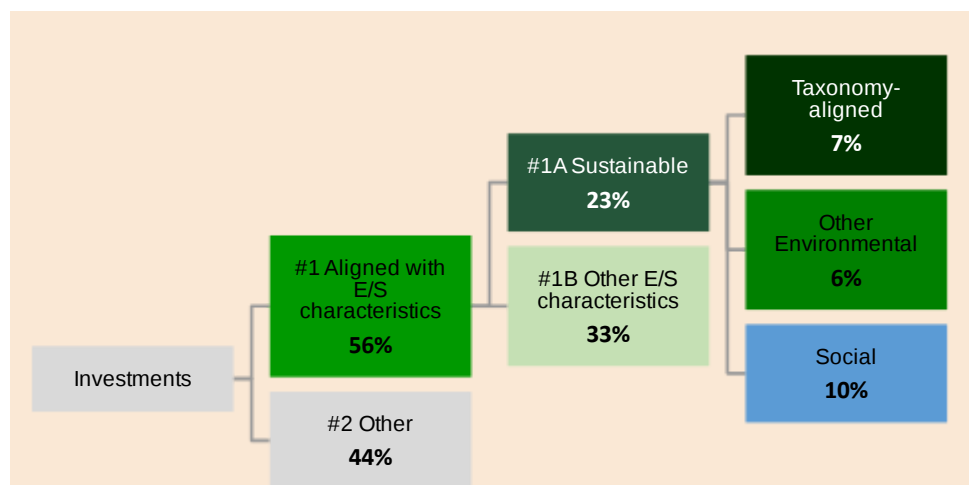 Investments
#1 Aligned with
E/S
characteristics
56%
#2 Other
44%
#1A Sustainable
23%
#1B Other E/S
characteristics
33%
Taxonomy-
aligned
7%
Other
Environmental
6%
Social
10%